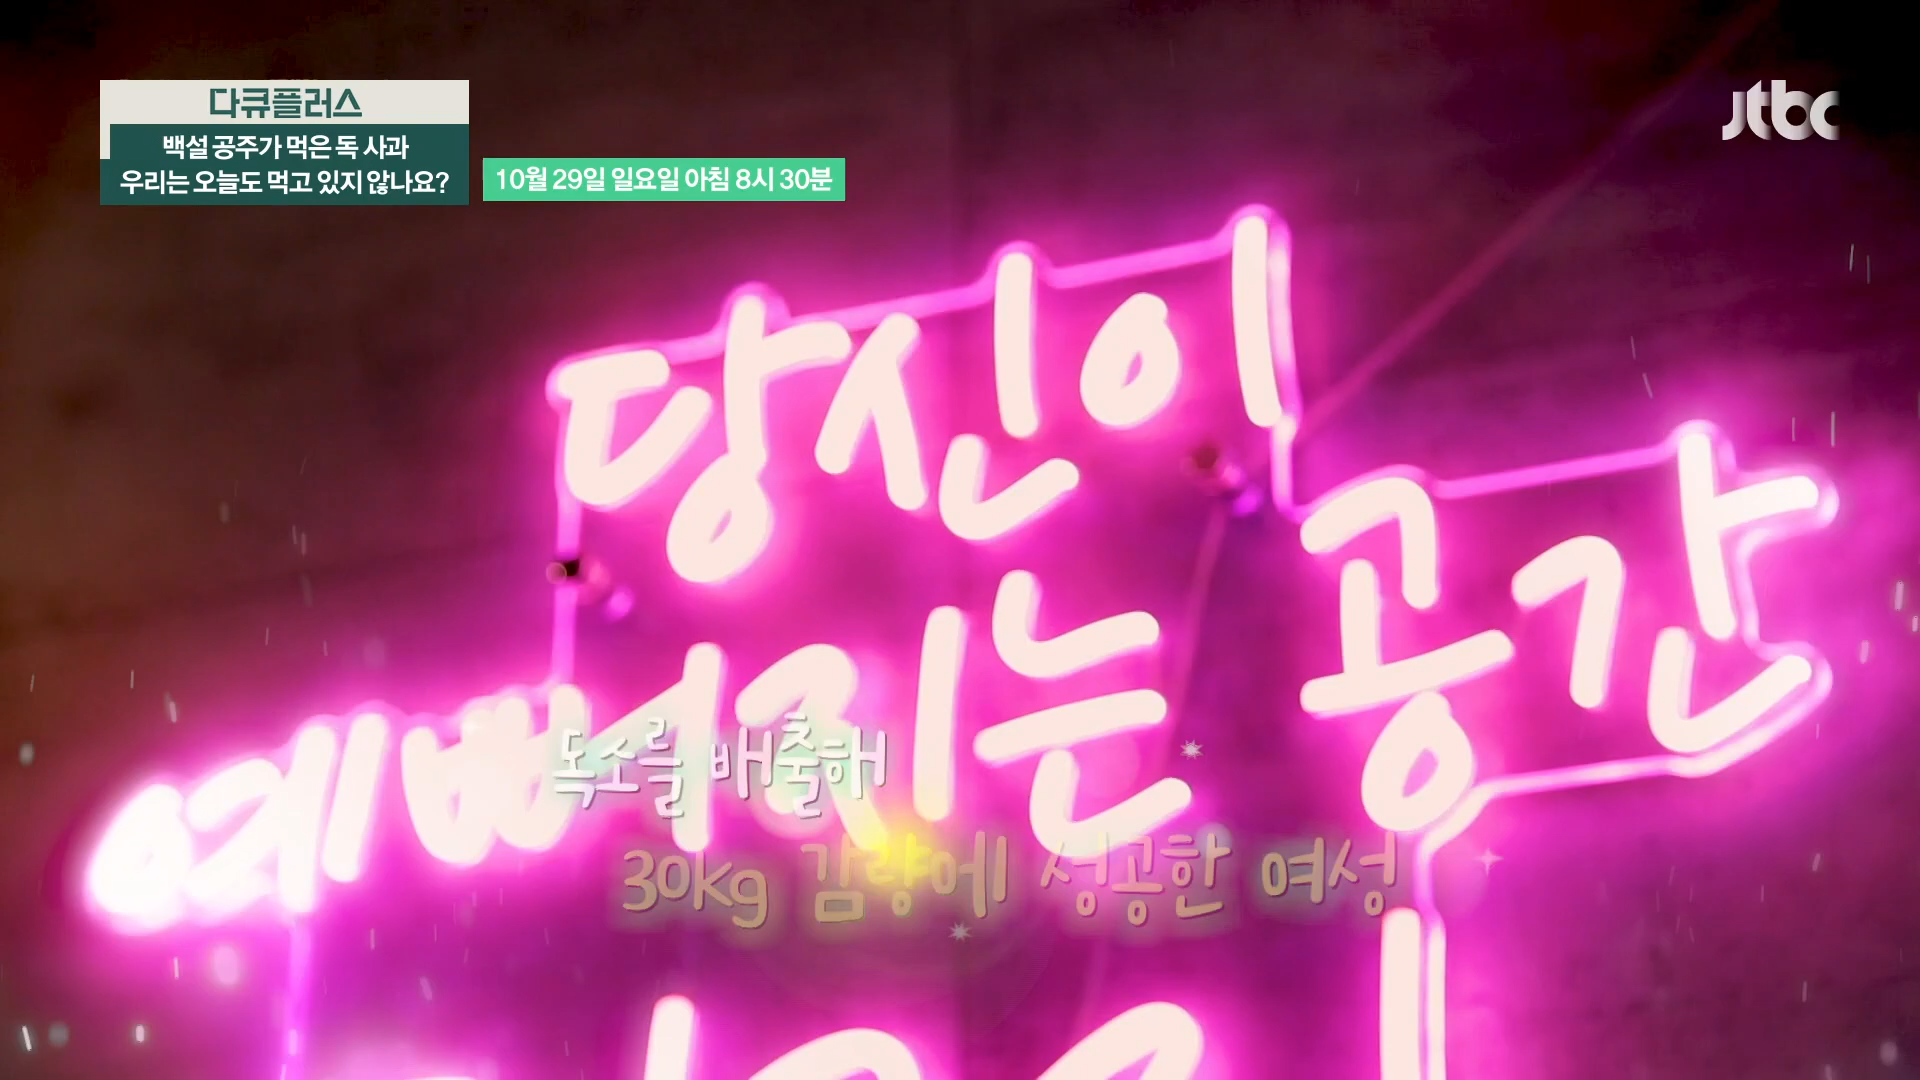 다큐플러스
백설 공주가 먹은 독 사과
우리는 오늘도 먹고 있지 않나요?
10월 29일 일요일 아침 8시 30분
jtbc
당신이
예뻐지는 공간
독소를 배출해
30kg 감량에 성공한 여성